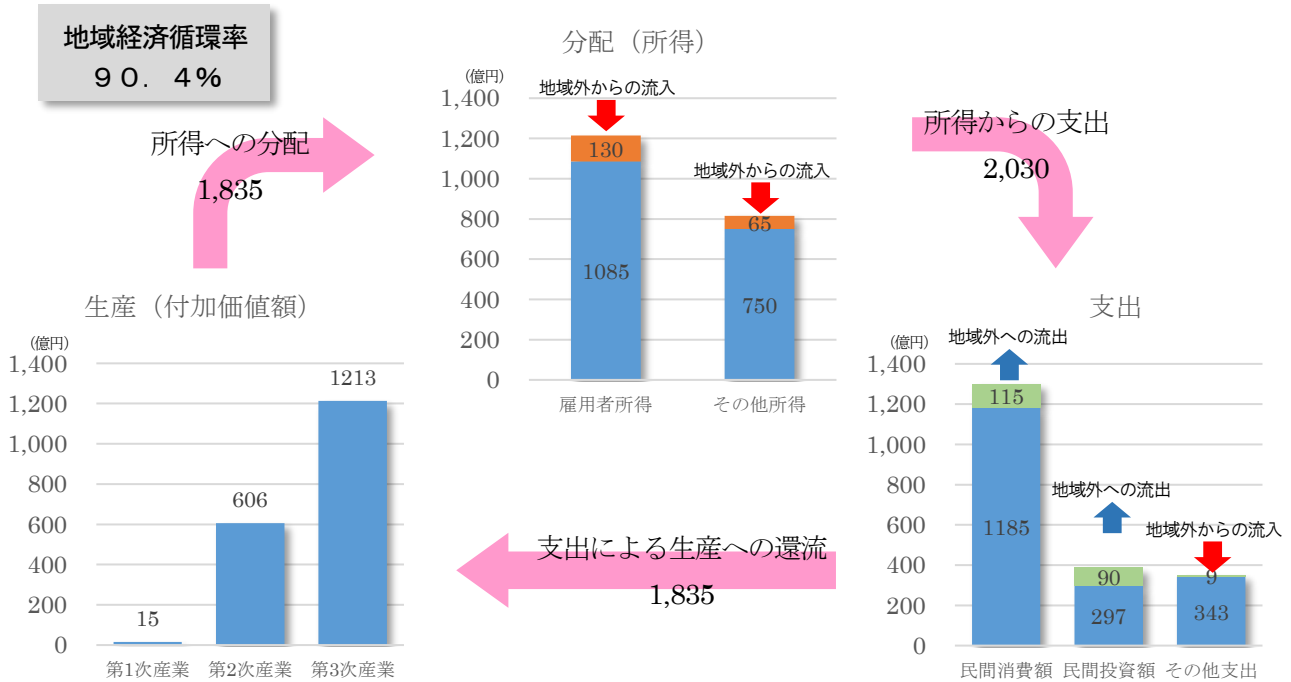 地域経済循環率
９０．４%
所得への分配
1,835
分配（所得）
(億円)
1,400
1,200
1,000
800
600
400
200
0
地域外からの流入
130
1085
地域外からの流入
65
750
雇用者所得
その他所得
所得からの支出
2,030
生産（付加価値額）
(億円)
1,400
1,200
1,000
800
600
400
200
0
15
606
1213
第1次産業
第2次産業
第3次産業
支出による生産への還流
1,835
支出
(億円)
1,400
1,200
1,000
800
600
400
200
0
地域外への流出
115
1185
地域外への流出
90
297
地域外からの流入
9
343
民間消費額
民間投資額
その他支出